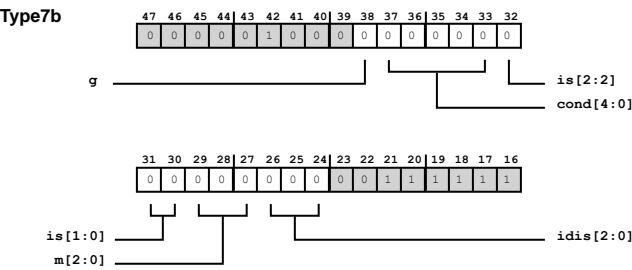 Type7b
47 46 45 44 43 42 41 40 39 38 37 36 35 34 33 32
0 0 0 0 0 1 0 0 0 0 0 0 0 0 0 0
g is[2:2]
cond[4:0]
31 30 29 28 27 26 25 24 23 22 21 20 19 18 17 16
0 0 0 0 0 0 0 0 0 0 1 1 1 1 1 1
is[1:0] idis[2:0]
m[2:0]